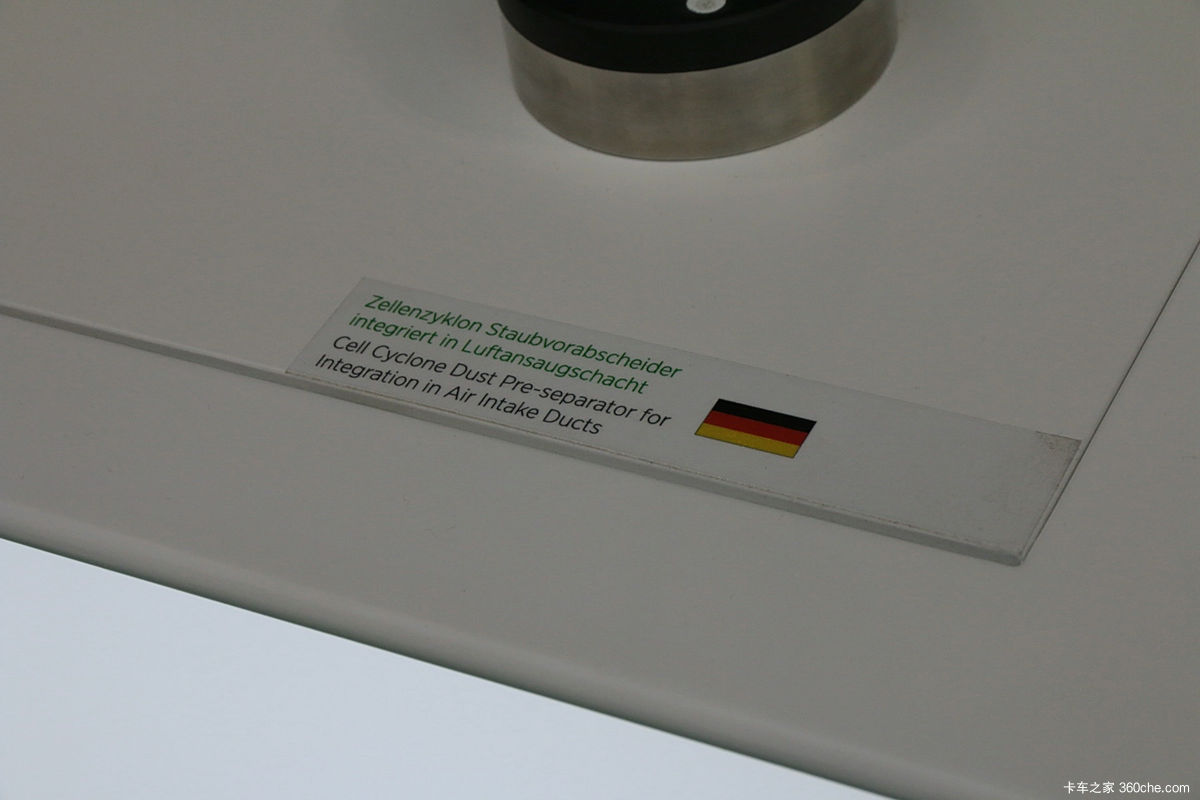 Zellenzyklon Staubvorabscheider
integriert in Luftansaugschacht
Cell Cyclone Dust Pre-separator for
Integration in Air Intake Ducts
卡车之家 360che.com